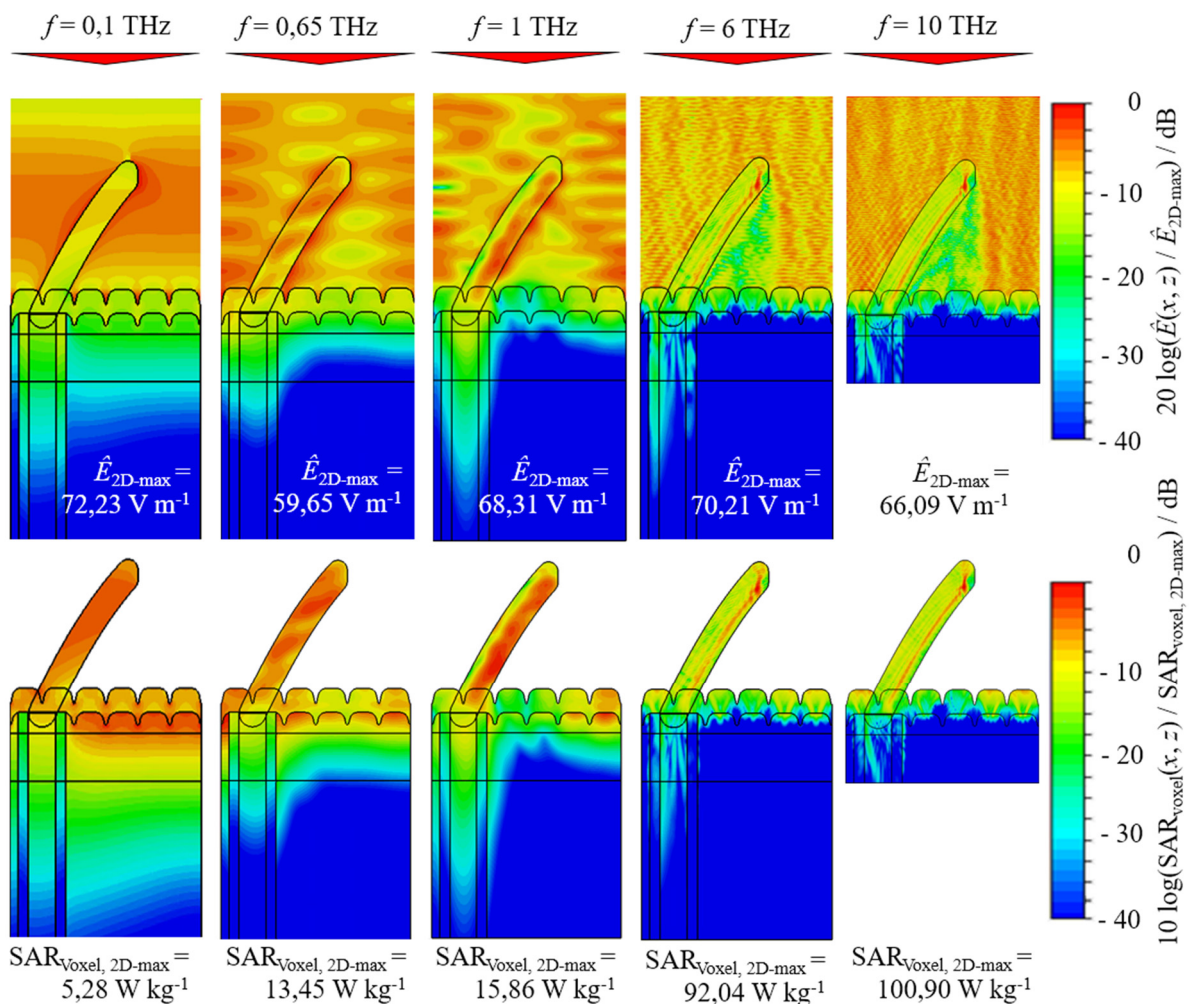 f = 0,1 THz
f = 0,65 THz
f = 1 THz
f = 6 THz
f = 10 THz
0
- 10
- 20
- 30
- 40
20 log(Ê(x, z) / Ê2D-max) / dB
Ê2D-max =
72,23 V m-1
Ê2D-max =
59,65 V m-1
Ê2D-max =
68,31 V m-1
Ê2D-max =
70,21 V m-1
Ê2D-max =
66,09 V m-1
0
- 10
- 20
- 30
- 40
10 log(SARvoxel(x, z) / SARvoxel, 2D-max) / dB
SARVoxel, 2D-max =
5,28 W kg-1
SARVoxel, 2D-max =
13,45 W kg-1
SARVoxel, 2D-max =
15,86 W kg-1
SARVoxel, 2D-max =
92,04 W kg-1
SARVoxel, 2D-max =
100,90 W kg-1